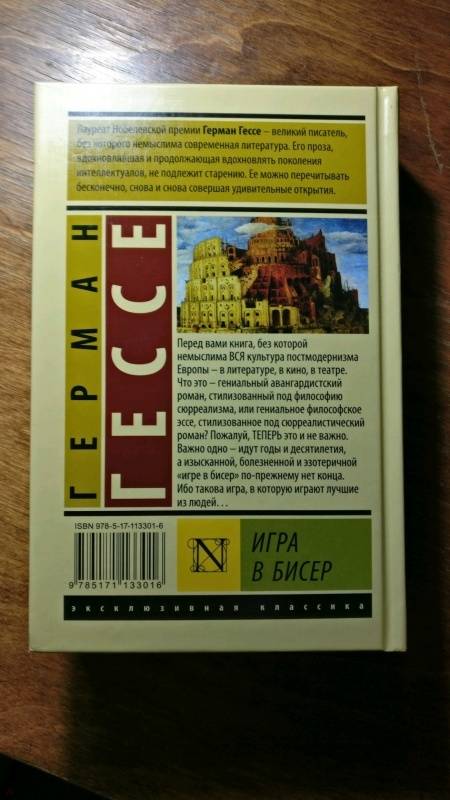 Лауреат Нобелевской премии Герман Гессе – великий писатель,
без которого немыслима современная литература. Его проза,
вдохновлявшая и продолжающая вдохновлять поколения
интеллектуалов, не подлежит старению. Ее можно перечитывать
бесконечно, снова и снова совершая удивительные открытия.
ГЕРМАН
ГЕССЕ
Перед вами книга, без которой
немыслима ВСЯ культура постмодернизма
Европы – в литературе, в кино, в театре.
Что это – гениальный авангардистский
роман, стилизованный под философию
сюрреализма, или гениальное философское
эссе, стилизованное под сюрреалистический
роман? Пожалуй, ТЕПЕРЬ это и не важно.
Важно одно – идут годы и десятилетия,
а изысканной, болезненной и эзотеричной
«игре в бисер» по-прежнему нет конца.
Ибо такова игра, в которую играют лучшие
из людей...
ISBN 978-5-17-113301-6
9 785171 133016
N
ИГРА
В БИСЕР
эксклюзивная классика